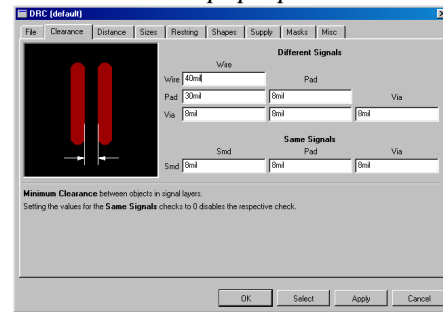 DRC (default)
File Clearance Distance Sizes Restring Shapes Supply Masks Misc
Different Signals
Wire
Wire 40mil Pad
Pad 30mil 8mil Via
Via 8mil 8mil 8mil
Same Signals
Smd Pad Via
Smd 8mil 8mil 8mil
Minimum Clearance between objects in signal layers.
Setting the values for the Same Signals checks to 0 disables the respective check.
OK Select Apply Cancel